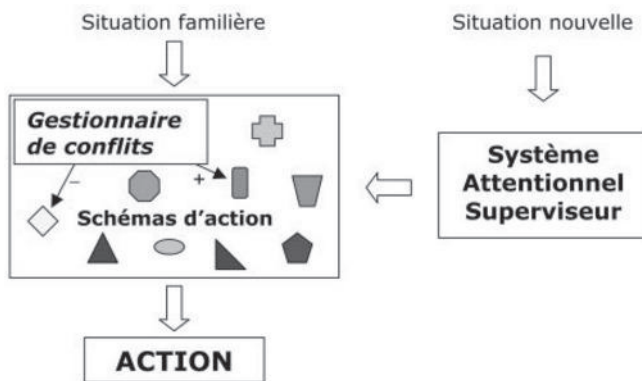 Situation familière
Situation nouvelle
Gestionnaire
de conflits
–
+
Schémas d'action
Système
Attentionnel
Superviseur
ACTION